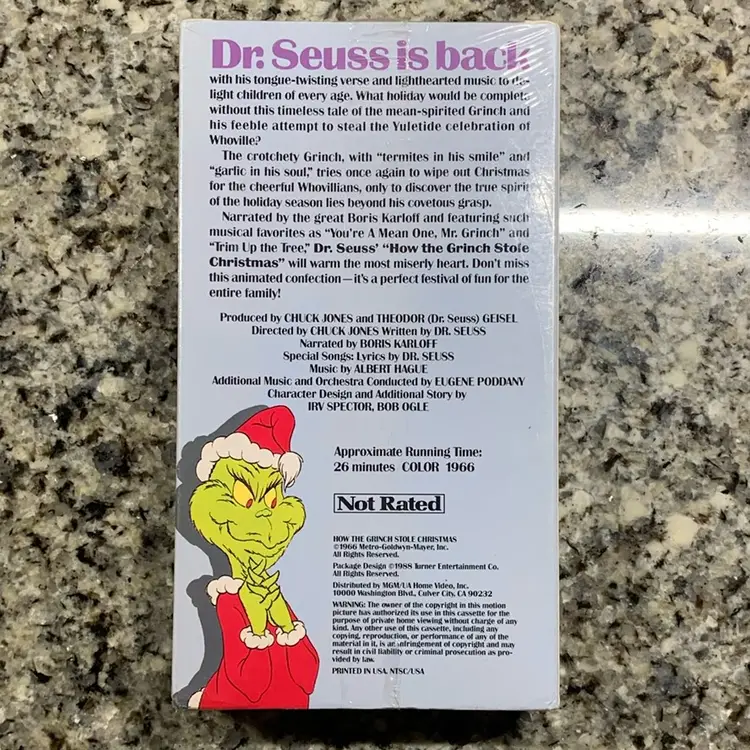 Dr. Seuss is back
with his tongue-twisting verse and lighthearted music to de-
light children of every age. What holiday would be complete
without this timeless tale of the mean-spirited Grinch and
his feeble attempt to steal the Yuletide celebration of
Whoville?
The crotchety Grinch, with “termites in his smile” and
“garlic in his soul,” tries once again to wipe out Christmas
for the cheerful Whovillians, only to discover the true spirit
of the holiday season lies beyond his covetous grasp.
Narrated by the great Boris Karloff and featuring such
musical favorites as “You're A Mean One, Mr. Grinch” and
“Trim Up the Tree,” Dr. Seuss’ “How the Grinch Stole
Christmas” will warm the most miserly heart. Don't miss
this animated confection—it's a perfect festival of fun for the
entire family!
Produced by CHUCK JONES and THEODOR (Dr. Seuss) GEISEL
Directed by CHUCK JONES Written by DR. SEUSS
Narrated by BORIS KARLOFF
Special Songs: Lyrics by DR. SEUSS
Music by ALBERT HAGUE
Additional Music and Orchestra Conducted by EUGENE PODDANY
Character Design and Additional Story by
IRV SPECTOR, BOB OGLE
Approximate Running Time:
26 minutes COLOR 1966
Not Rated
HOW THE GRINCH STOLE CHRISTMAS
©1966 Metro-Goldwyn-Mayer, Inc.
All Rights Reserved.
Package Design ©1988 Turner Entertainment Co.
All Rights Reserved.
Distributed by MGM/UA Home Video, Inc.
10000 Washington Blvd., Culver City, CA 90232
WARNING: The owner of the copyright in this motion
picture has authorized its use in this cassette for the
purpose of private home viewing without charge of any
kind. Any other use of this cassette, including any
copying, reproduction, or performance of any of the
material in it, is an infringement of copyright and may
result in civil liability or criminal prosecution as pro-
vided by law.
PRINTED IN USA. NTSC/USA